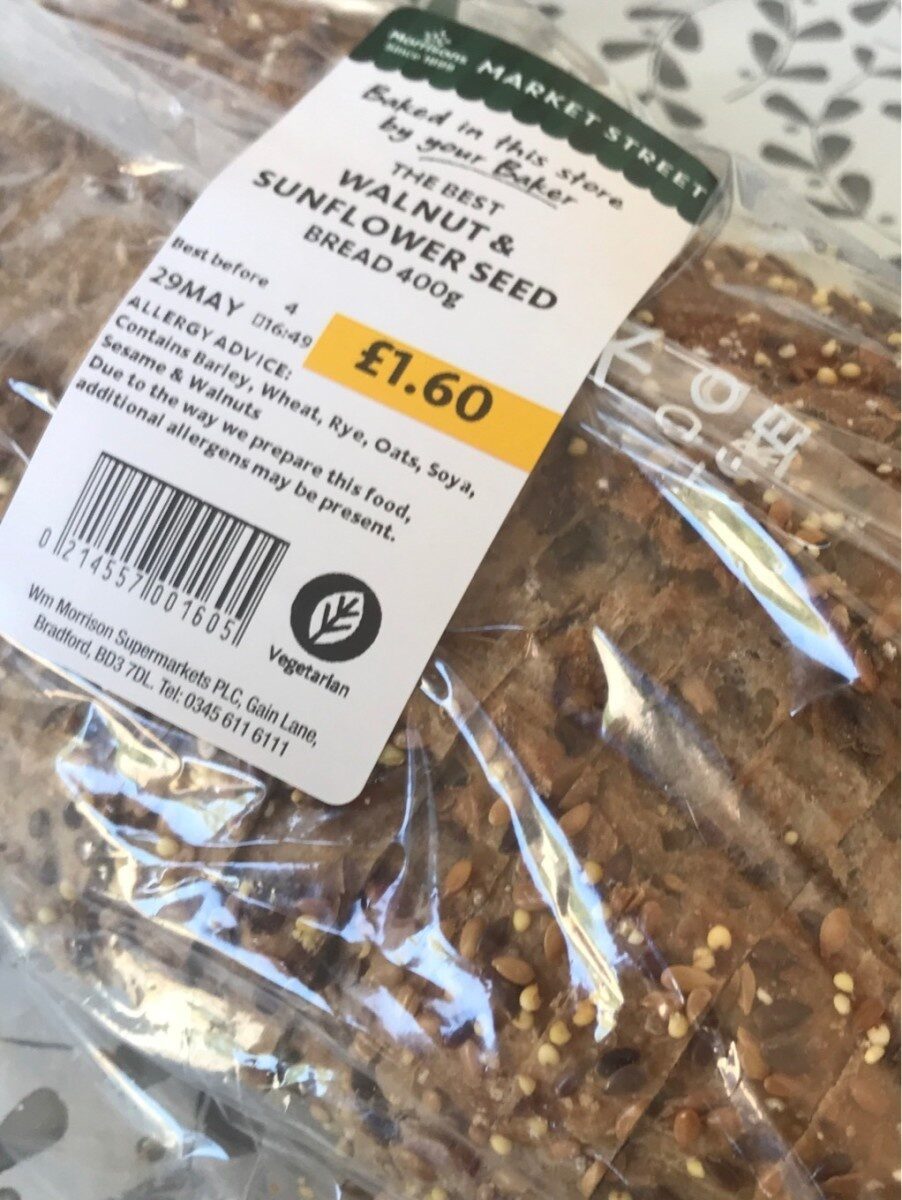 Morrisons
Since 1899
MARKET STREET
Baked in this store
by your Baker
THE BEST
WALNUT &
SUNFLOWER SEED
BREAD 400g
Best before 4
29MAY 16:49
£1.60
ALLERGY ADVICE:
Contains Barley, Wheat, Rye, Oats, Soya,
Sesame & Walnuts
Due to the way we prepare this food,
additional allergens may be present.
0 214557 001605
Vegetarian
Wm Morrison Supermarkets PLC, Gain Lane,
Bradford, BD3 7DL. Tel: 0345 611 6111